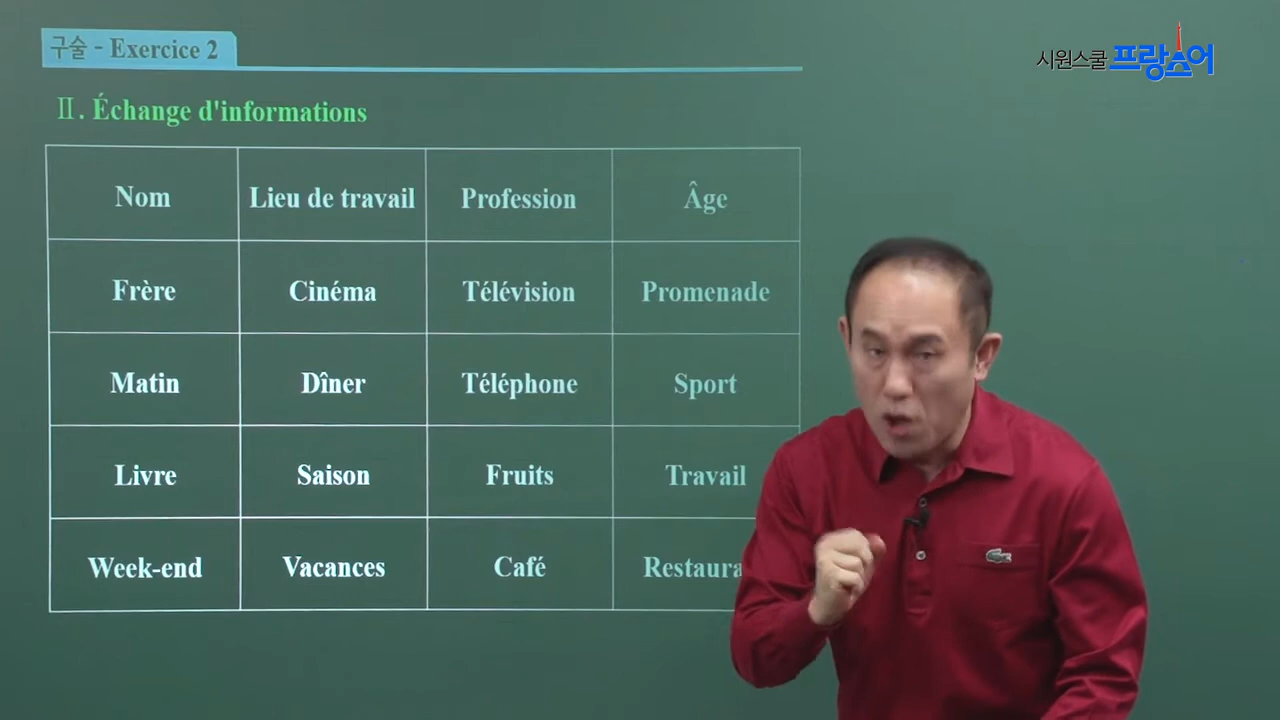 구술 - Exercice 2
시원스쿨 프랑스어
Ⅱ. Échange d'informations
Nom Lieu de travail Profession Âge
Frère Cinéma Télévision Promenade
Matin Dîner Téléphone Sport
Livre Saison Fruits Travail
Week-end Vacances Café Restaura